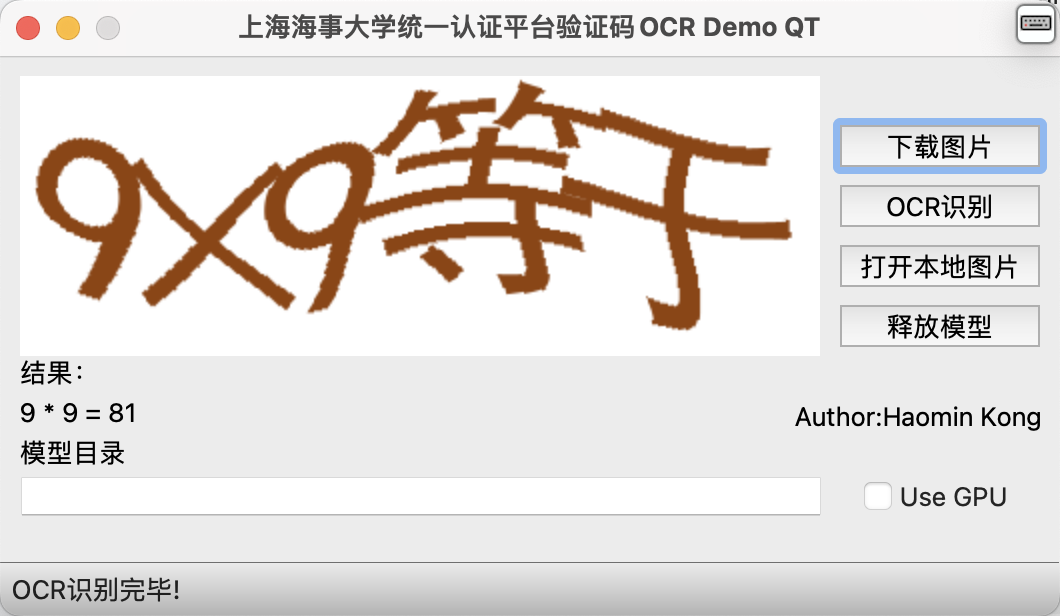 上海海事大学统一认证平台验证码OCR Demo QT
9×9等于
下载图片
OCR识别
打开本地图片
释放模型
结果：
9 * 9 = 81
Author:Haomin Kong
模型目录
Use GPU
OCR识别完毕!